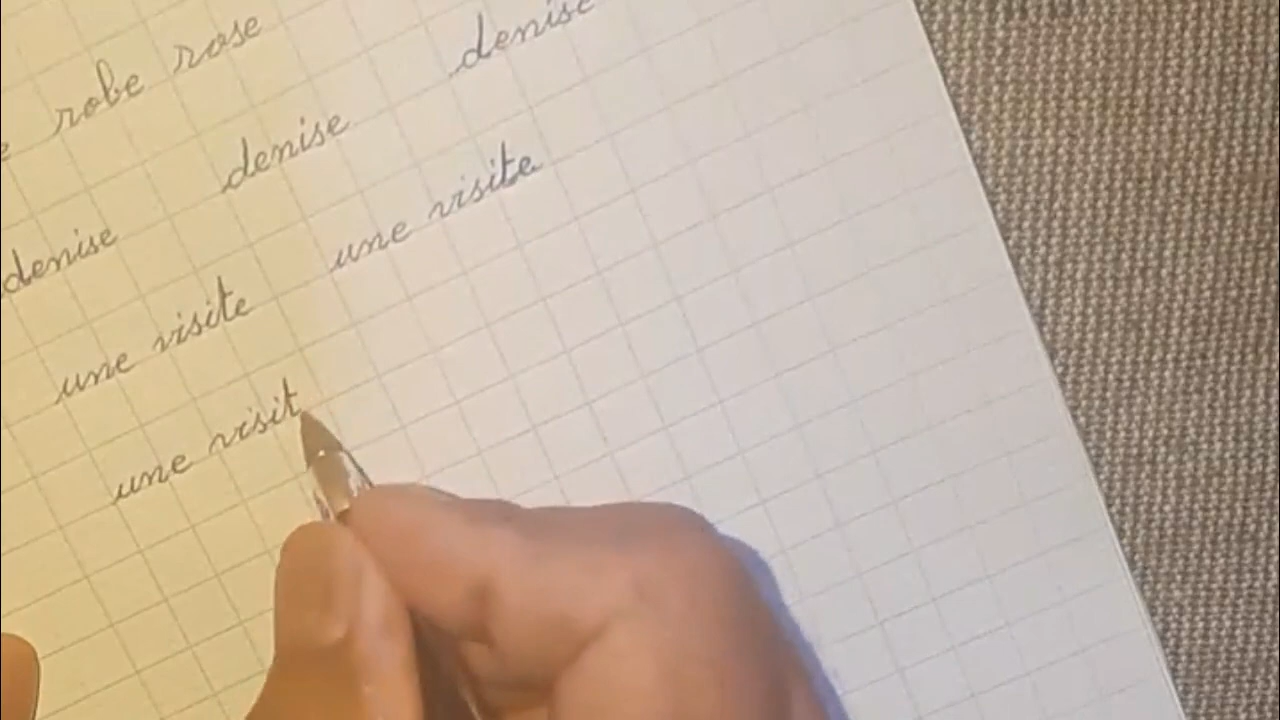 robe rose
denise denise denise
une visite une visite
une visit